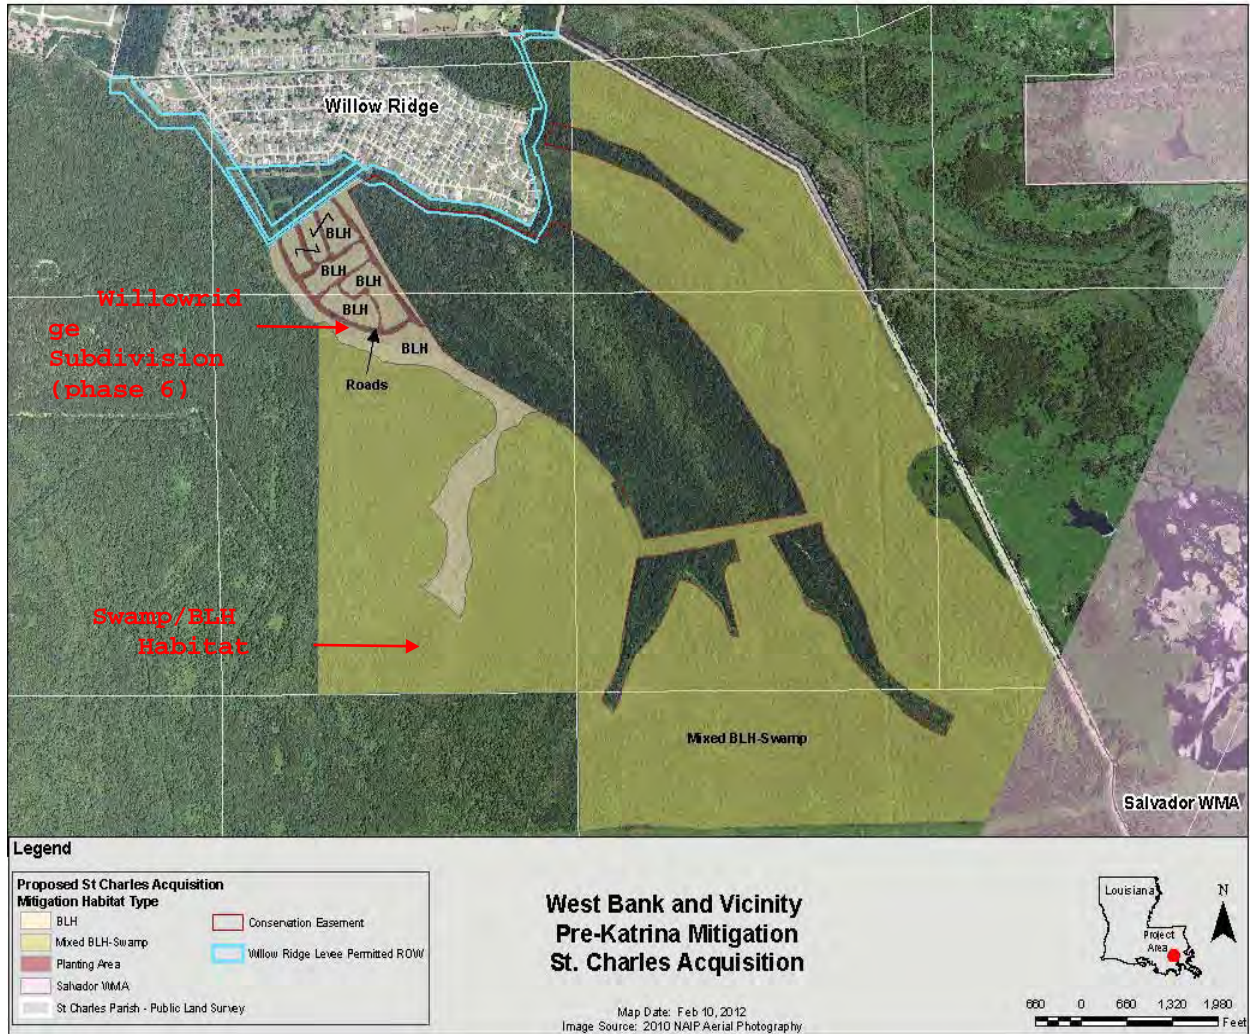 Willow Ridge
BLH
BLH
BLH
BLH
BLH
Roads
Willowrid
ge
Subdivision
(phase 6)
Swamp/BLH
Habitat
Mixed BLH-Swamp
Salvador WMA
Legend
Proposed St Charles Acquisition
Mitigation Habitat Type
BLH
Mixed BLH-Swamp
Planting Area
Salvador WMA
St Charles Parish - Public Land Survey
Conservation Easement
Willow Ridge Levee Permitted ROW
West Bank and Vicinity
Pre-Katrina Mitigation
St. Charles Acquisition
Map Date: Feb 10, 2012
Image Source: 2010 NAIP Aerial Photography
Louisiana
Project
Area
N
660 0 660 1,320 1,980
Feet